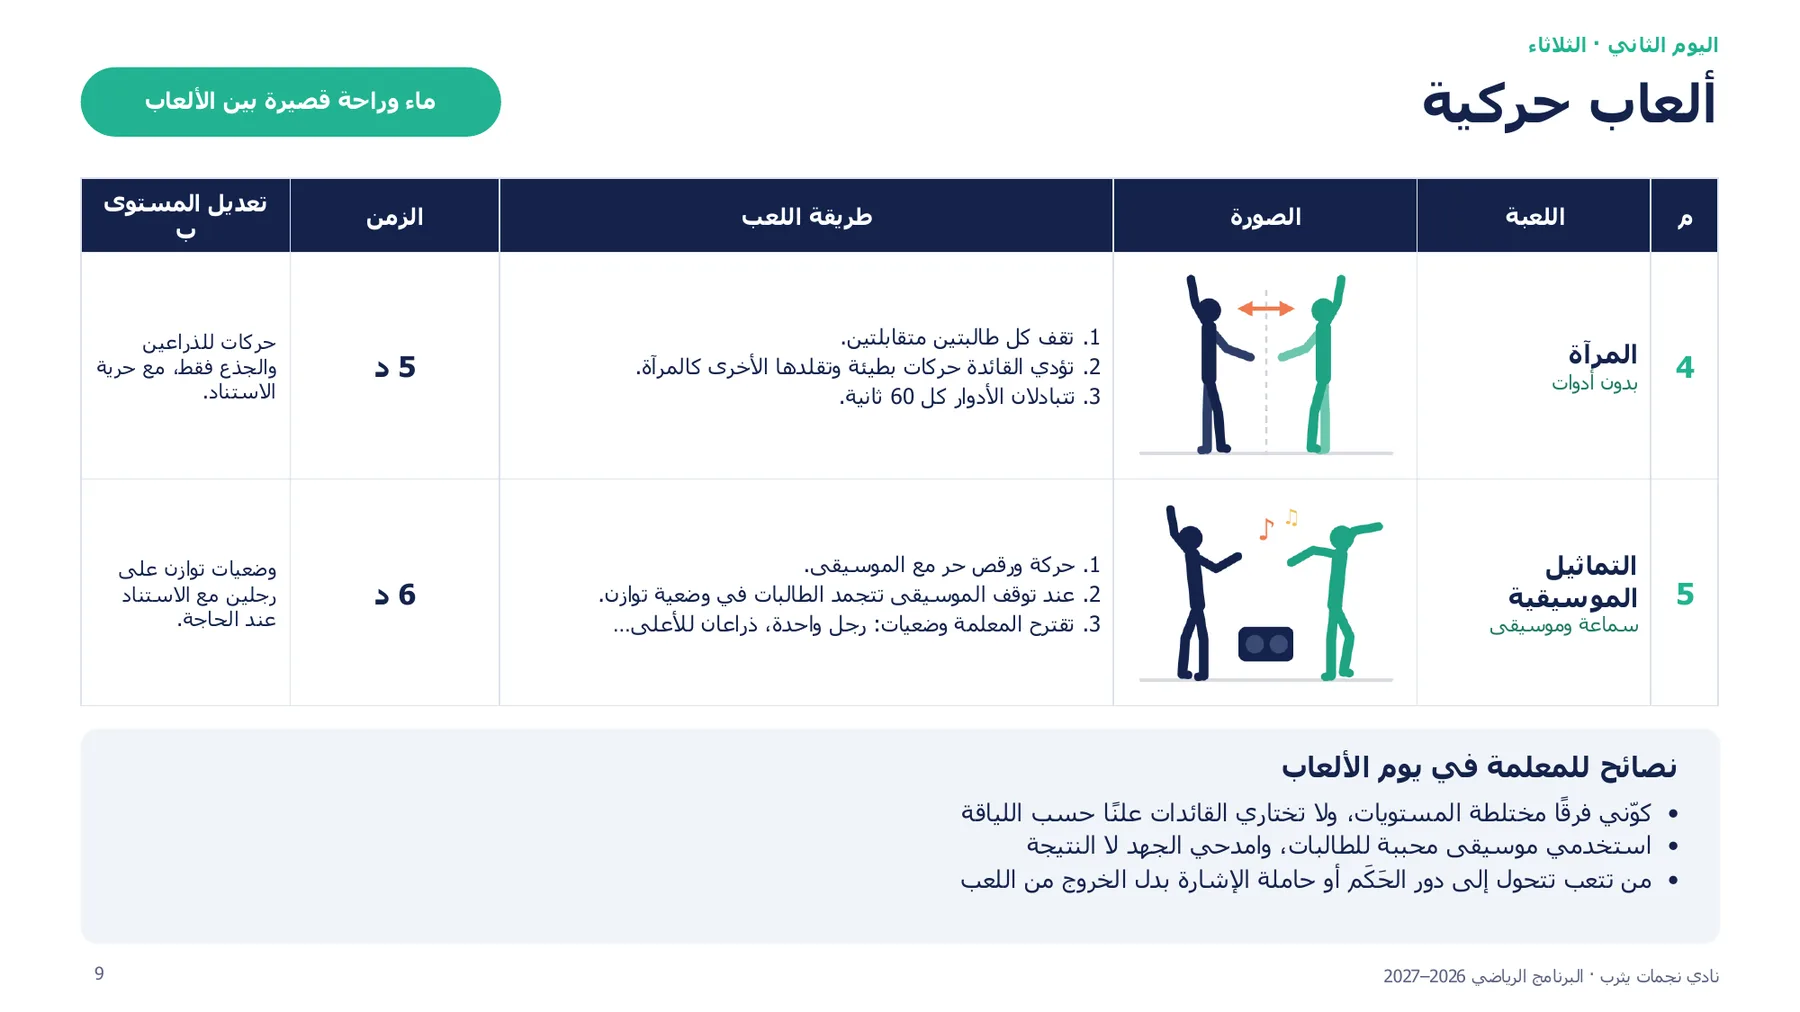 اليوم الثاني · الثلاثاء
ألعاب حركية
ماء وراحة قصيرة بين الألعاب
م
اللعبة
الصورة
طريقة اللعب
الزمن
تعديل المستوى
ب
4
المرآة
بدون أدوات
1. تقف كل طالبتين متقابلتين.
2. تؤدي القائدة حركات بطيئة وتقلدها الأخرى كالمرآة.
3. تتبادلان الأدوار كل 60 ثانية.
5 د
حركات للذراعين
والجذع فقط، مع حرية
الاستناد.
5
التماثيل
الموسيقية
سماعة وموسيقى
♪
♫
1. حركة ورقص حر مع الموسيقى.
2. عند توقف الموسيقى تتجمد الطالبات في وضعية توازن.
3. تقترح المعلمة وضعيات: رجل واحدة، ذراعان للأعلى...
6 د
وضعيات توازن على
رجلين مع الاستناد
عند الحاجة.
نصائح للمعلمة في يوم الألعاب
• كوّني فرقًا مختلطة المستويات، ولا تختاري القائدات علنًا حسب اللياقة
• استخدمي موسيقى محببة للطالبات، وامدحي الجهد لا النتيجة
• من تتعب تتحول إلى دور الحَكَم أو حاملة الإشارة بدل الخروج من اللعب
نادي نجمات يثرب · البرنامج الرياضي 2026–2027
9